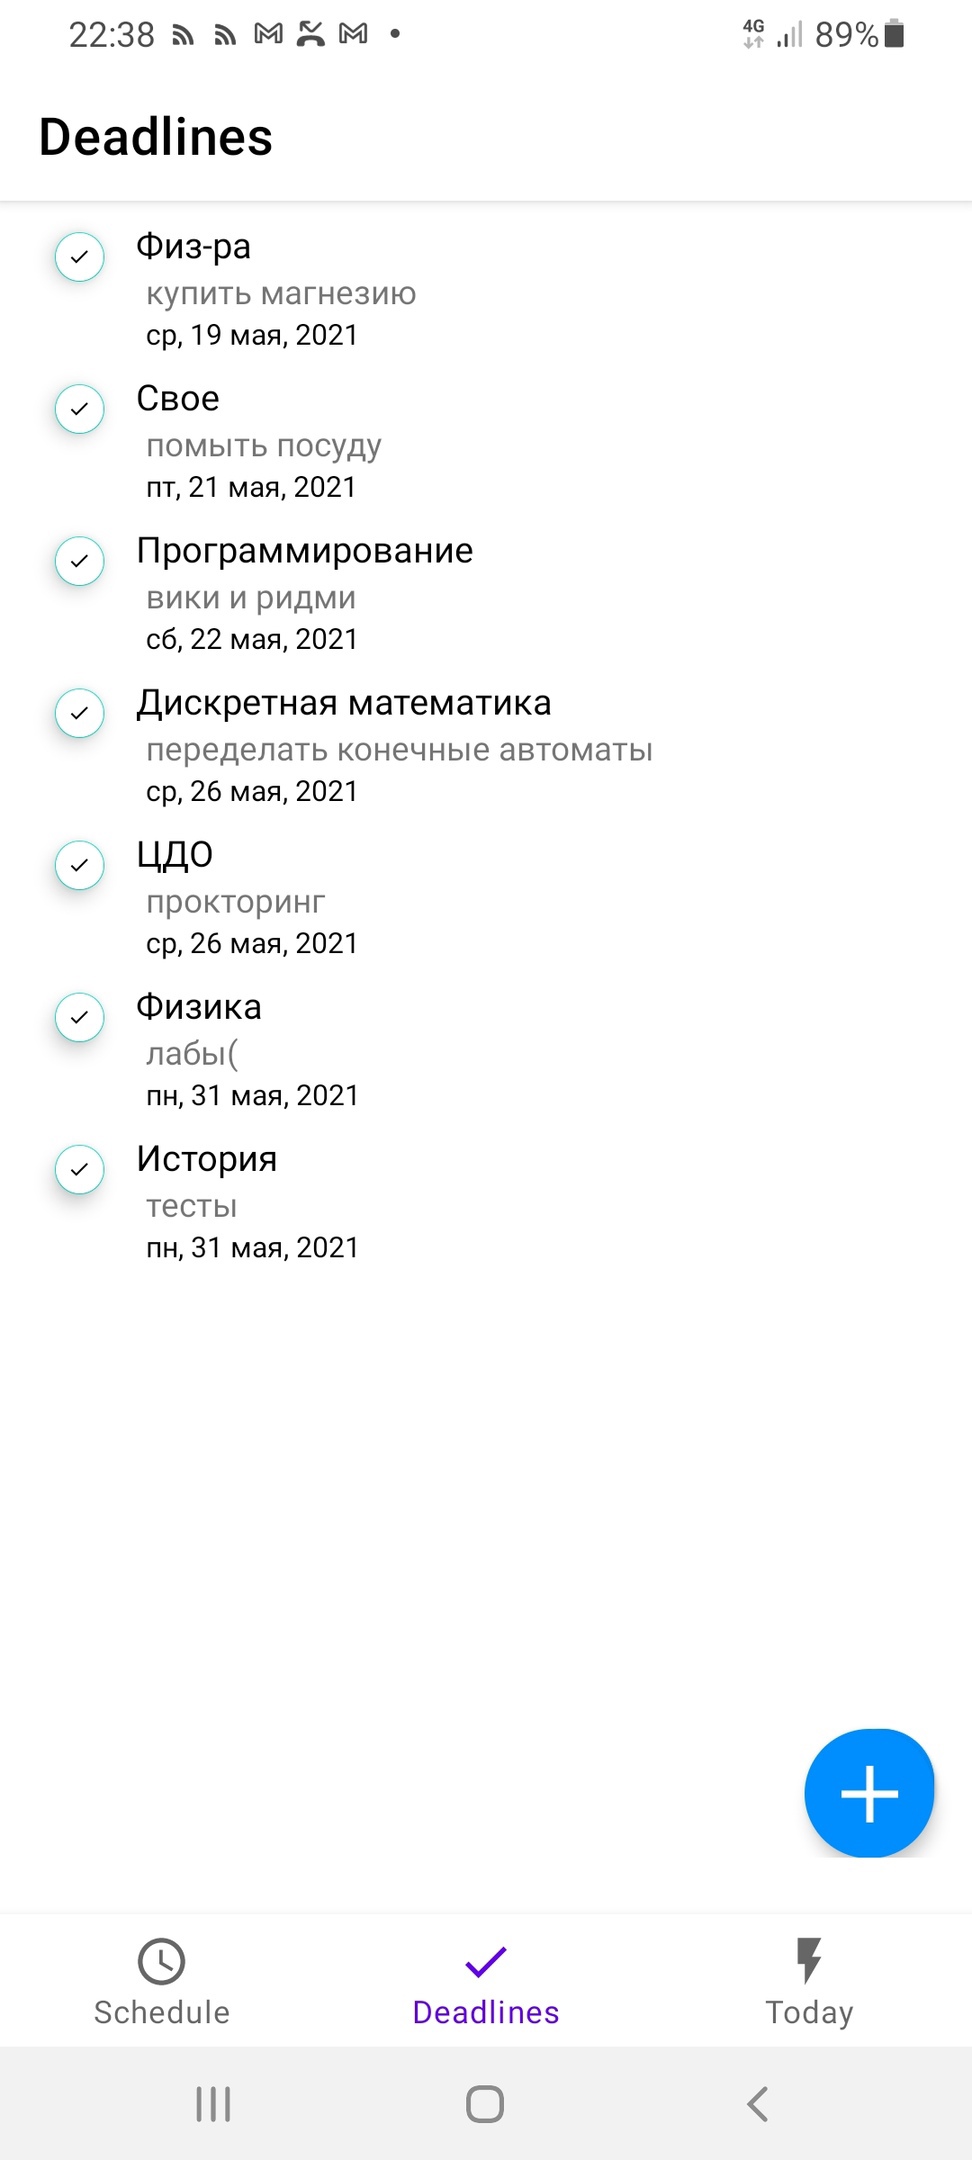 22:38
4G
89%
Deadlines
Физ-ра
купить магнезию
ср, 19 мая, 2021
Свое
помыть посуду
пт, 21 мая, 2021
Программирование
вики и ридми
сб, 22 мая, 2021
Дискретная математика
переделать конечные автоматы
ср, 26 мая, 2021
ЦДО
прокторинг
ср, 26 мая, 2021
Физика
лабы(
пн, 31 мая, 2021
История
тесты
пн, 31 мая, 2021
Schedule
Deadlines
Today